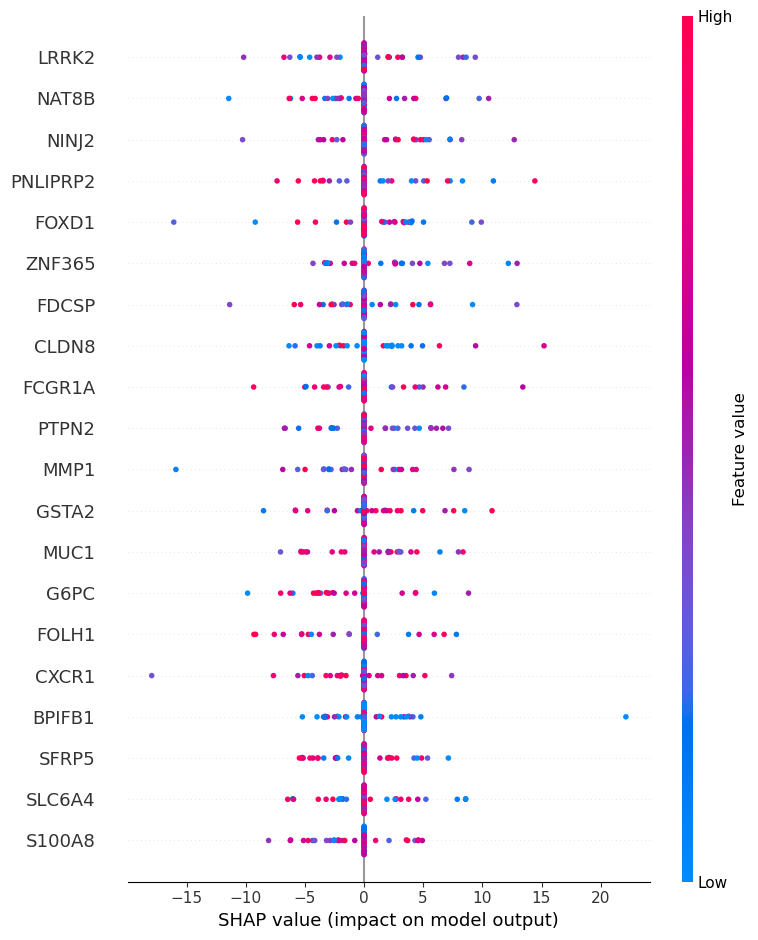 High
LRRK2
NAT8B
NINJ2
PNLIPRP2
FOXD1
ZNF365
FDCSP
CLDN8
FCGR1A
PTPN2
MMP1
GSTA2
MUC1
G6PC
FOLH1
CXCR1
BPIFB1
SFRP5
SLC6A4
S100A8
Feature value
Low
−15 −10 −5 0 5 10 15 20
SHAP value (impact on model output)